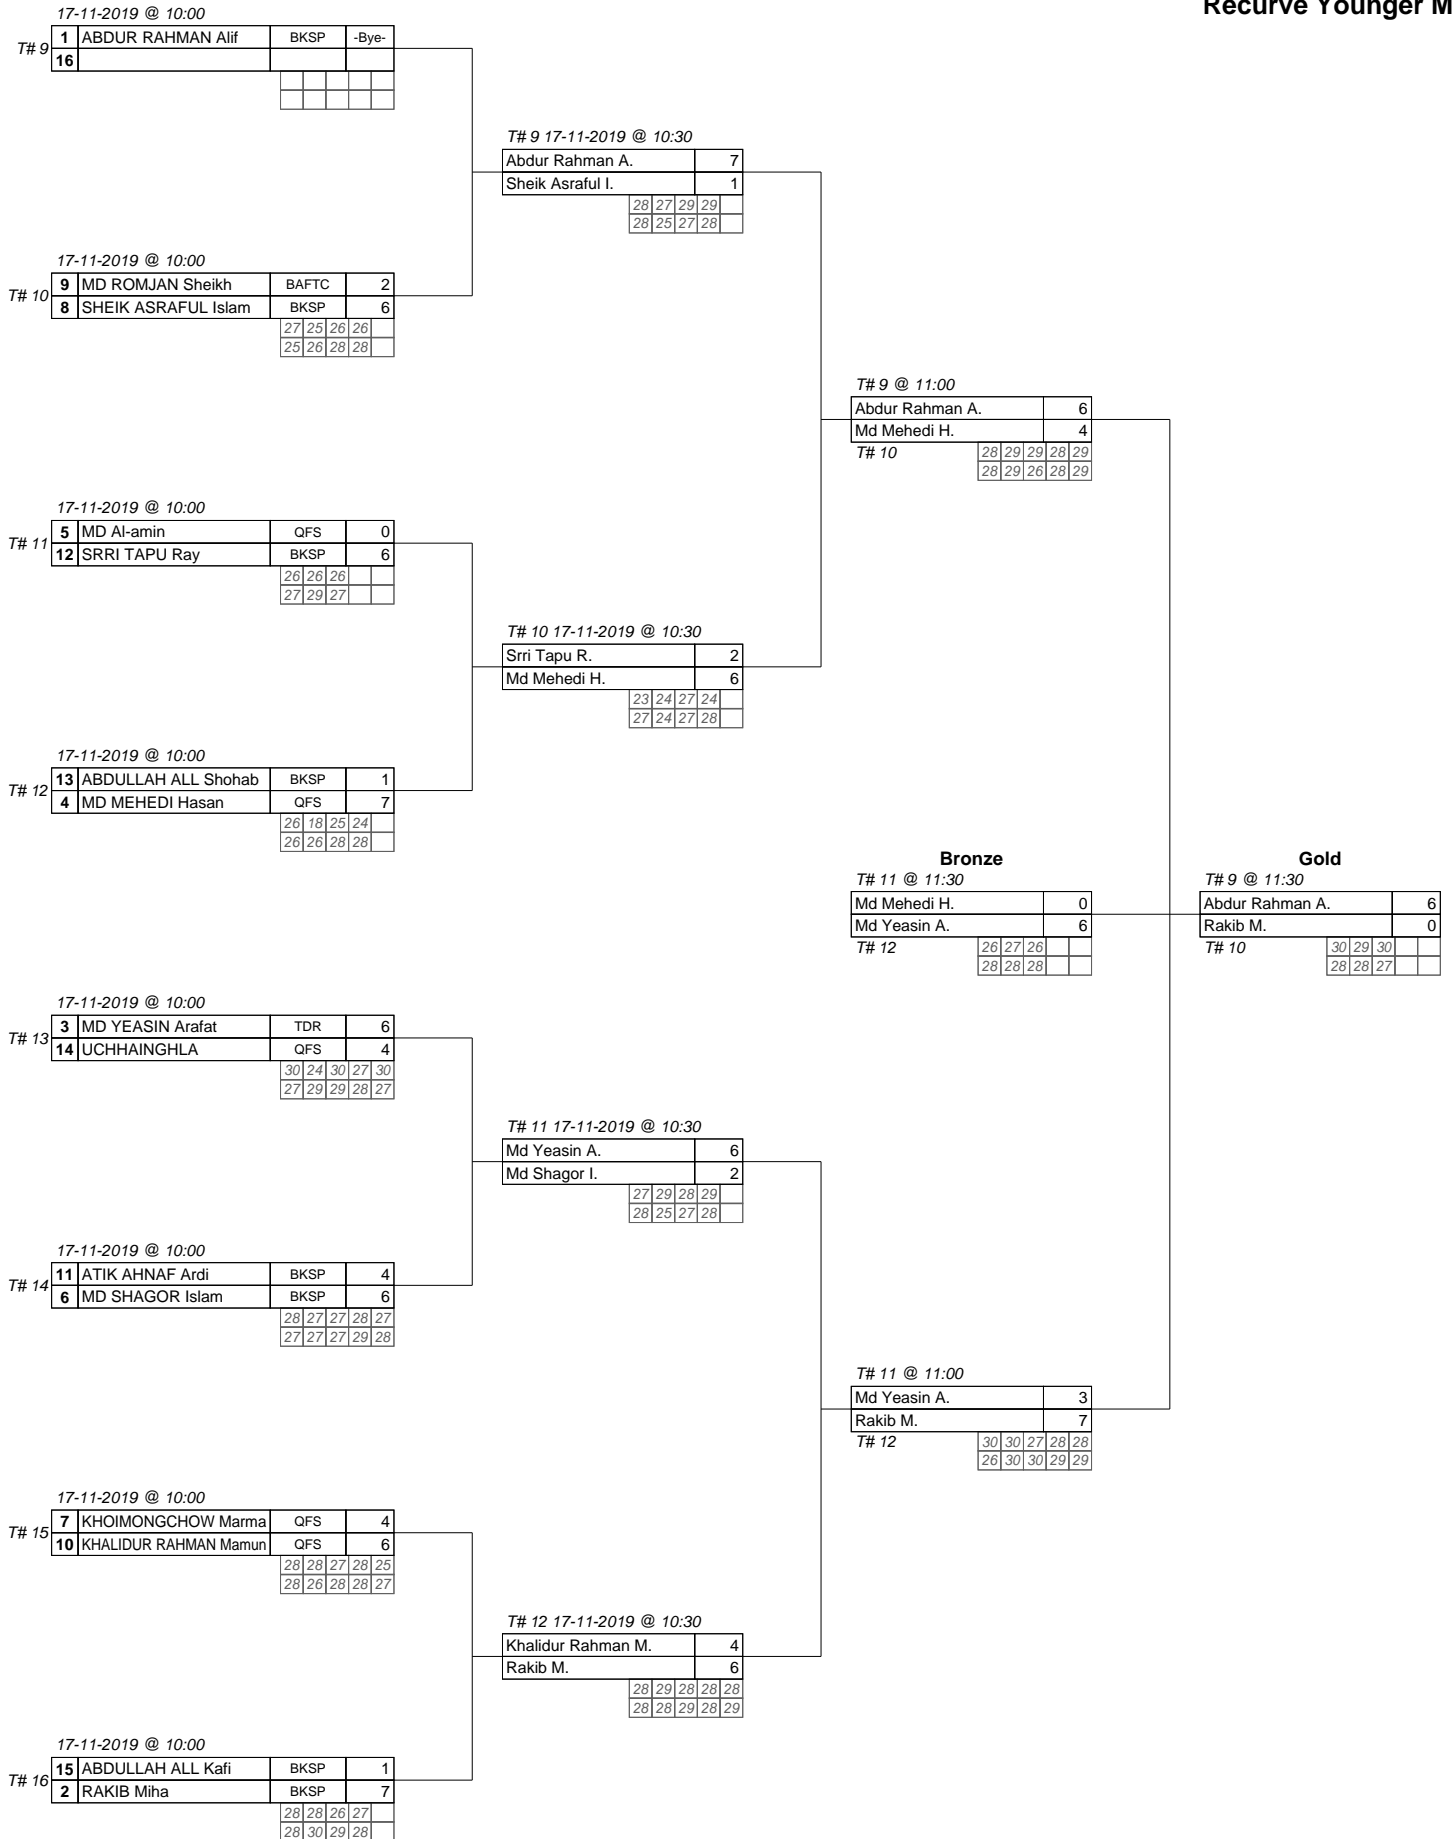 Recurve Younger M
17-11-2019 @ 10:00
T# 9
1 ABDUR RAHMAN Alif BKSP -Bye-
16
T# 9 17-11-2019 @ 10:30
Abdur Rahman A. 7
Sheik Asraful I. 1
28 27 29 29
28 25 27 28
17-11-2019 @ 10:00
T# 10
9 MD ROMJAN Sheikh BAFTC 2
8 SHEIK ASRAFUL Islam BKSP 6
27 25 26 26
25 26 28 28
T# 9 @ 11:00
Abdur Rahman A. 6
Md Mehedi H. 4
T# 10 28 29 29 28 29
28 29 26 28 29
17-11-2019 @ 10:00
T# 11
5 MD Al-amin QFS 0
12 SRRI TAPU Ray BKSP 6
26 26 26
27 29 27
T# 10 17-11-2019 @ 10:30
Srri Tapu R. 2
Md Mehedi H. 6
23 24 27 24
27 24 27 28
17-11-2019 @ 10:00
T# 12
13 ABDULLAH ALL Shohab BKSP 1
4 MD MEHEDI Hasan QFS 7
26 18 25 24
26 26 28 28
Bronze
T# 11 @ 11:30
Md Mehedi H. 0
Md Yeasin A. 6
T# 12 26 27 26
28 28 28
Gold
T# 9 @ 11:30
Abdur Rahman A. 6
Rakib M. 0
T# 10 30 29 30
28 28 27
17-11-2019 @ 10:00
T# 13
3 MD YEASIN Arafat TDR 6
14 UCHHAINGHLA QFS 4
30 24 30 27 30
27 29 29 28 27
T# 11 17-11-2019 @ 10:30
Md Yeasin A. 6
Md Shagor I. 2
27 29 28 29
28 25 27 28
17-11-2019 @ 10:00
T# 14
11 ATIK AHNAF Ardi BKSP 4
6 MD SHAGOR Islam BKSP 6
28 27 27 28 27
27 27 27 29 28
T# 11 @ 11:00
Md Yeasin A. 3
Rakib M. 7
T# 12 30 30 27 28 28
26 30 30 29 29
17-11-2019 @ 10:00
T# 15
7 KHOIMONGCHOW Marma QFS 4
10 KHALIDUR RAHMAN Mamun QFS 6
28 28 27 28 25
28 26 28 28 27
T# 12 17-11-2019 @ 10:30
Khalidur Rahman M. 4
Rakib M. 6
28 29 28 28 28
28 28 29 28 29
17-11-2019 @ 10:00
T# 16
15 ABDULLAH ALL Kafi BKSP 1
2 RAKIB Miha BKSP 7
28 28 26 27
28 30 29 28